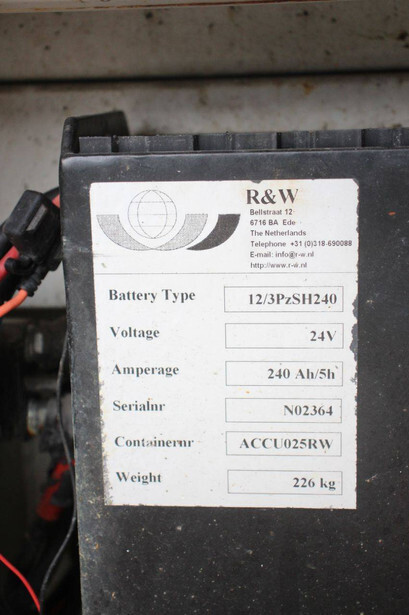 R&W
Bellstraat 12
6716 BA Ede
The Netherlands
Telephone +31 (0)318-690088
E-mail: info@r-w.nl
http://www.r-w.nl
Battery Type 12/3PzSH240
Voltage 24V
Amperage 240 Ah/5h
Serialnr N02364
Containernr ACCU025RW
Weight 226 kg